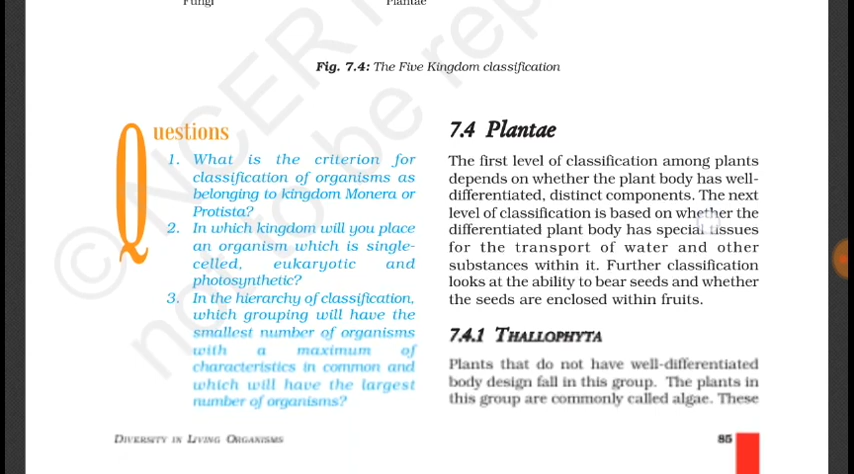 Fungi
Plantae
Fig. 7.4: The Five Kingdom classification
Questions
1. What is the criterion for
classification of organisms as
belonging to kingdom Monera or
Protista?
2. In which kingdom will you place
an organism which is single-
celled, eukaryotic and
photosynthetic?
3. In the hierarchy of classification,
which grouping will have the
smallest number of organisms
with a maximum of
characteristics in common and
which will have the largest
number of organisms?
7.4 Plantae
The first level of classification among plants
depends on whether the plant body has well-
differentiated, distinct components. The next
level of classification is based on whether the
differentiated plant body has special tissues
for the transport of water and other
substances within it. Further classification
looks at the ability to bear seeds and whether
the seeds are enclosed within fruits.
7.4.1 THALLOPHYTA
Plants that do not have well-differentiated
body design fall in this group. The plants in
this group are commonly called algae. These
DIVERSITY IN LIVING ORGANISMS
85
© NCERT
not to be rep